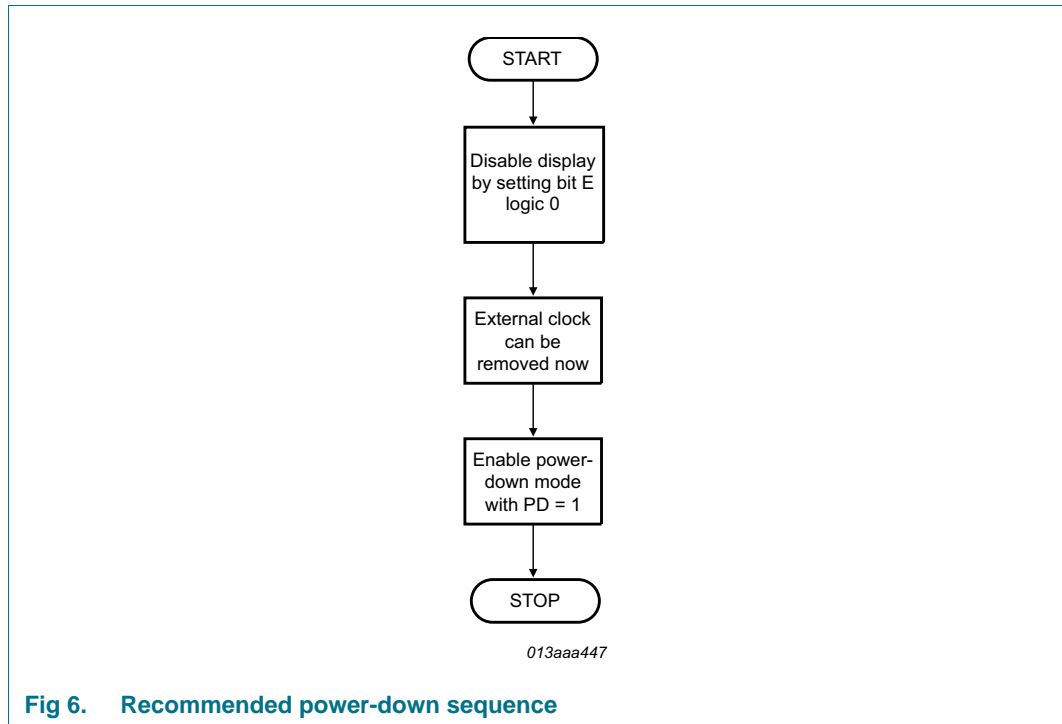 START
Disable display
by setting bit E
logic 0
External clock
can be
removed now
Enable power-
down mode
with PD = 1
STOP
013aaa447
Fig 6. Recommended power-down sequence